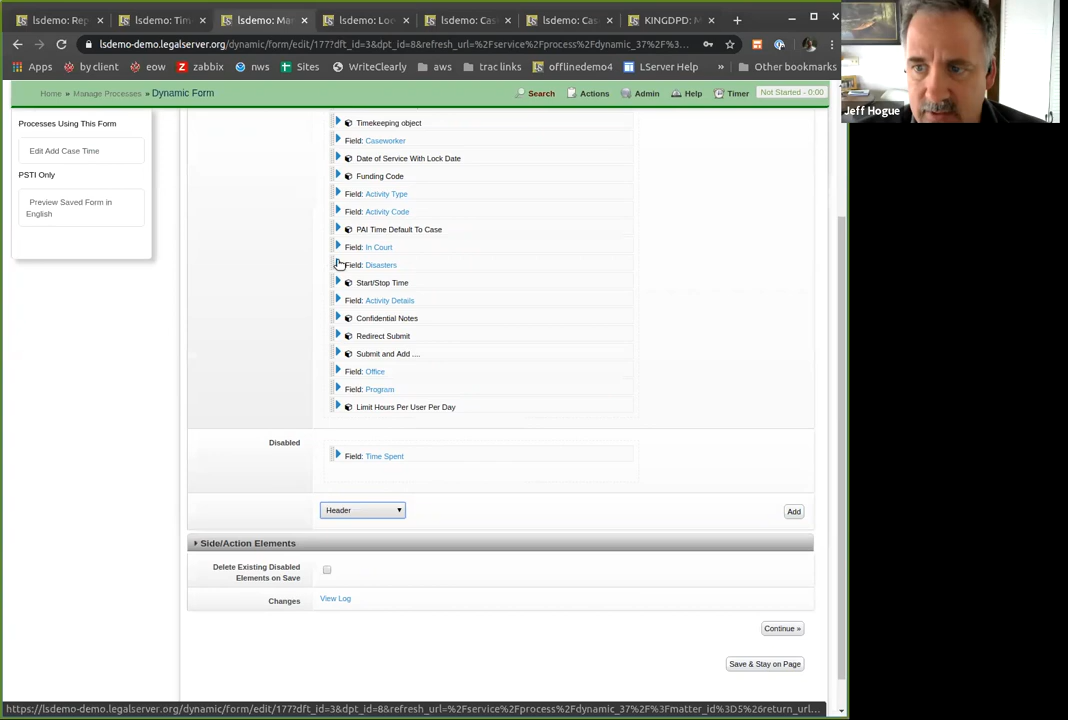 lsdemo: Rep
lsdemo: Tim
lsdemo: Ma
lsdemo: Loc
lsdemo: Cas
lsdemo: Cas
KINGDPD: M
lsdemo-demo.legalserver.org/dynamic/form/edit/177?dft_id=3&dpt_id=8&refresh_url=%2Fservice%2Fprocess%2Fdynamic_37%2F%3...
Apps
by client
eow
zabbix
nws
Sites
WriteClearly
aws
trac links
offlinedemo4
LServer Help
»
Other bookmarks
Jeff Hogue
Home » Manage Processes » Dynamic Form
Search
Actions
Admin
Help
Timer
Not Started - 0:00
Processes Using This Form
Edit Add Case Time
PSTI Only
Preview Saved Form in
English
Timekeeping object
Field: Caseworker
Date of Service With Lock Date
Funding Code
Field: Activity Type
Field: Activity Code
PAI Time Default To Case
Field: In Court
Field: Disasters
Start/Stop Time
Field: Activity Details
Confidential Notes
Redirect Submit
Submit and Add ....
Field: Office
Field: Program
Limit Hours Per User Per Day
Disabled
Field: Time Spent
Header
Add
Side/Action Elements
Delete Existing Disabled
Elements on Save
Changes
View Log
Continue »
Save & Stay on Page
https://lsdemo-demo.legalserver.org/dynamic/form/edit/177?dft_id=3&dpt_id=8&refresh_url=%2Fservice%2Fprocess%2Fdynamic_37%2F%3Fmatter_id%3D5%26return_url...